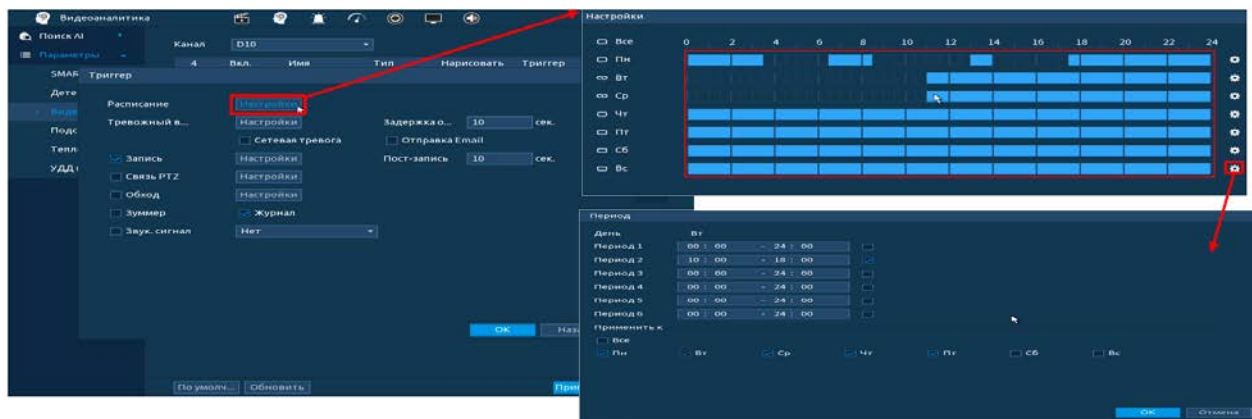 Видеоаналитика
Поиск AI
Параметры
SMAR
Дете
Виде
Подс
Тепл
УДД
Канал D10
4 Вкл. Имя Тип Нарисовать Триггер
Триггер
Расписание Настройки
Тревожный в... Настройки Задержка о... 10 сек.
Сетевая тревога Отправка Email
Запись Настройки Пост-запись 10 сек.
Связь PTZ Настройки
Обход Настройки
Зуммер Журнал
Звук. сигнал Нет
OK Наза
По умолч... Обновить При
Настройки
Все 0 2 4 6 8 10 12 14 16 18 20 22 24
Пн
Вт
Ср
Чт
Пт
Сб
Вс
Период
День Вт
Период 1 00 : 00 - 24 : 00
Период 2 10 : 00 - 18 : 00
Период 3 00 : 00 - 24 : 00
Период 4 00 : 00 - 24 : 00
Период 5 00 : 00 - 24 : 00
Период 6 00 : 00 - 24 : 00
Применить к
Все
Пн Вт Ср Чт Пт Сб Вс
OK Отмена